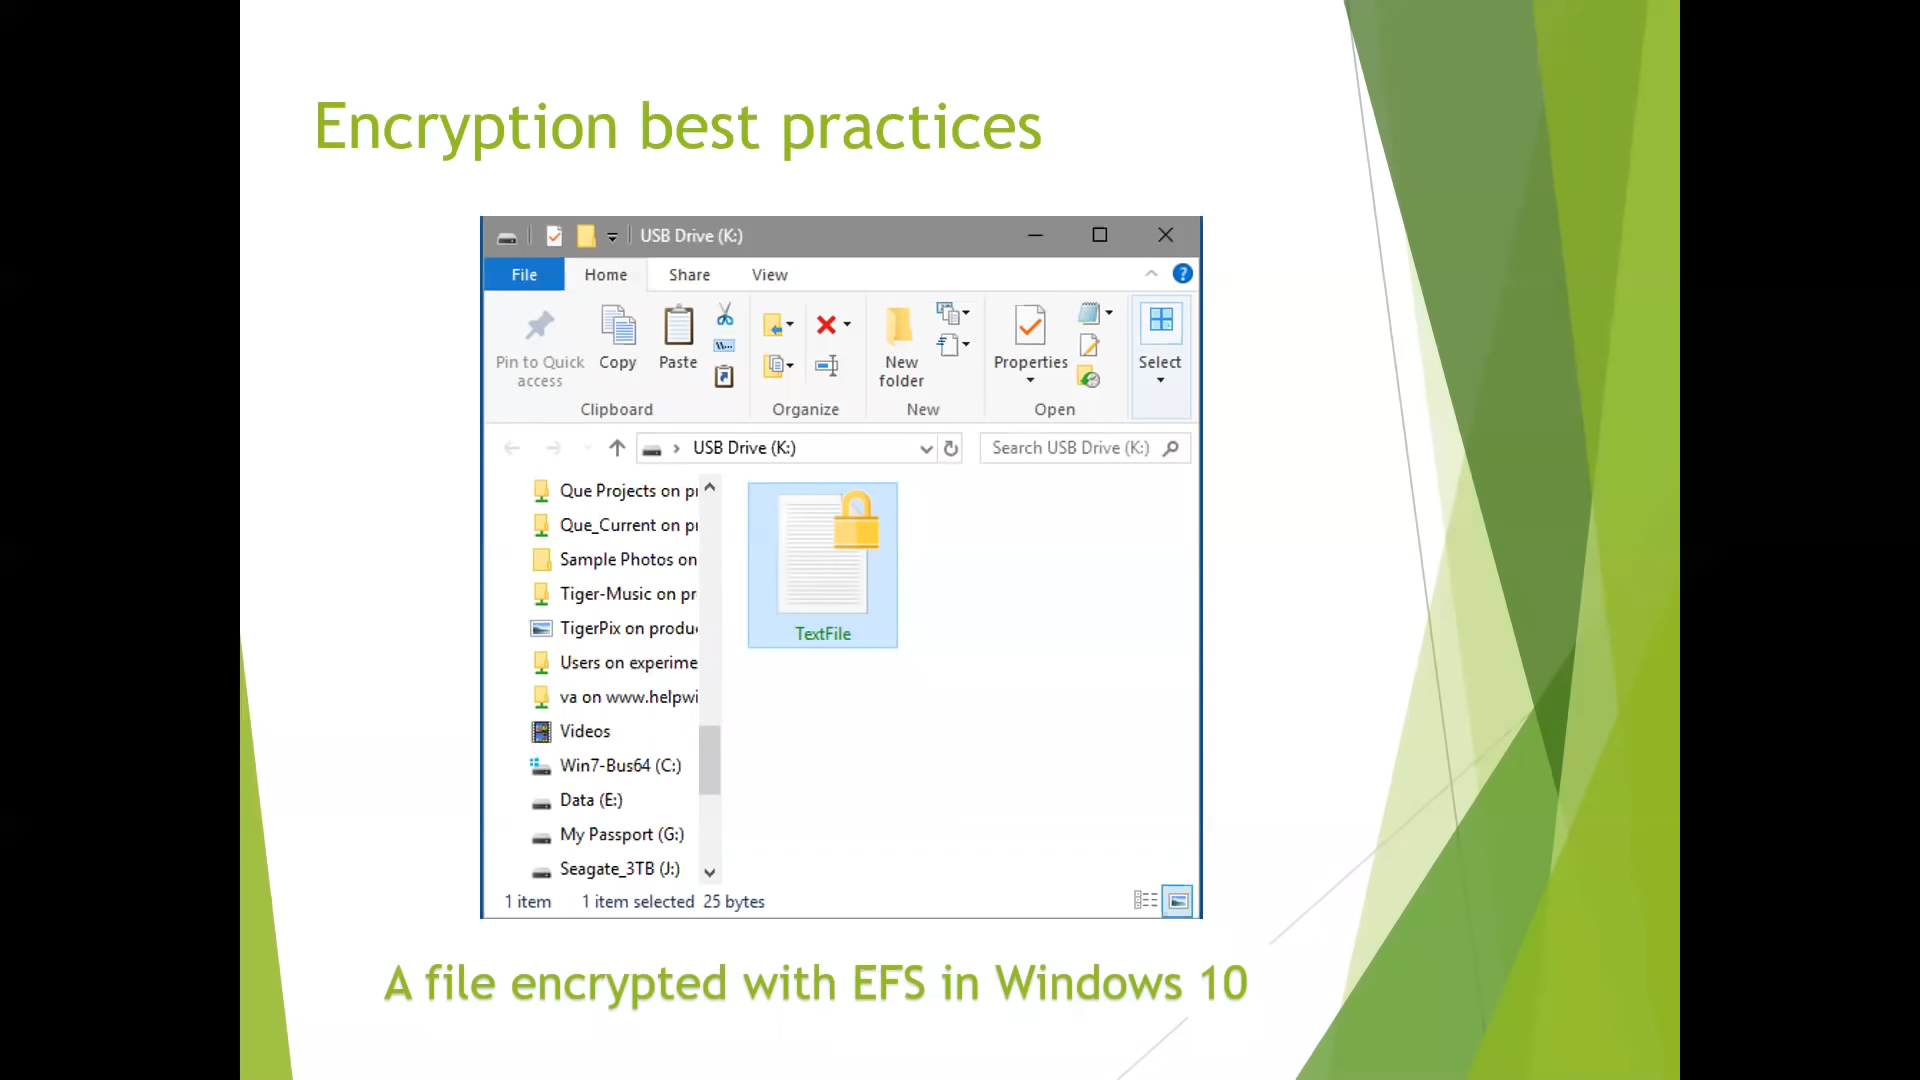 Encryption best practices
USB Drive (K:)
File Home Share View
Pin to Quick access
Copy
Paste
New folder
Properties
Select
Clipboard Organize New Open
USB Drive (K:)
Search USB Drive (K:)
Que Projects on pr
Que_Current on pr
Sample Photos on
Tiger-Music on pr
TigerPix on produ
Users on experime
va on www.helpwi
Videos
Win7-Bus64 (C:)
Data (E:)
My Passport (G:)
Seagate_3TB (J:)
TextFile
1 item 1 item selected 25 bytes
A file encrypted with EFS in Windows 10